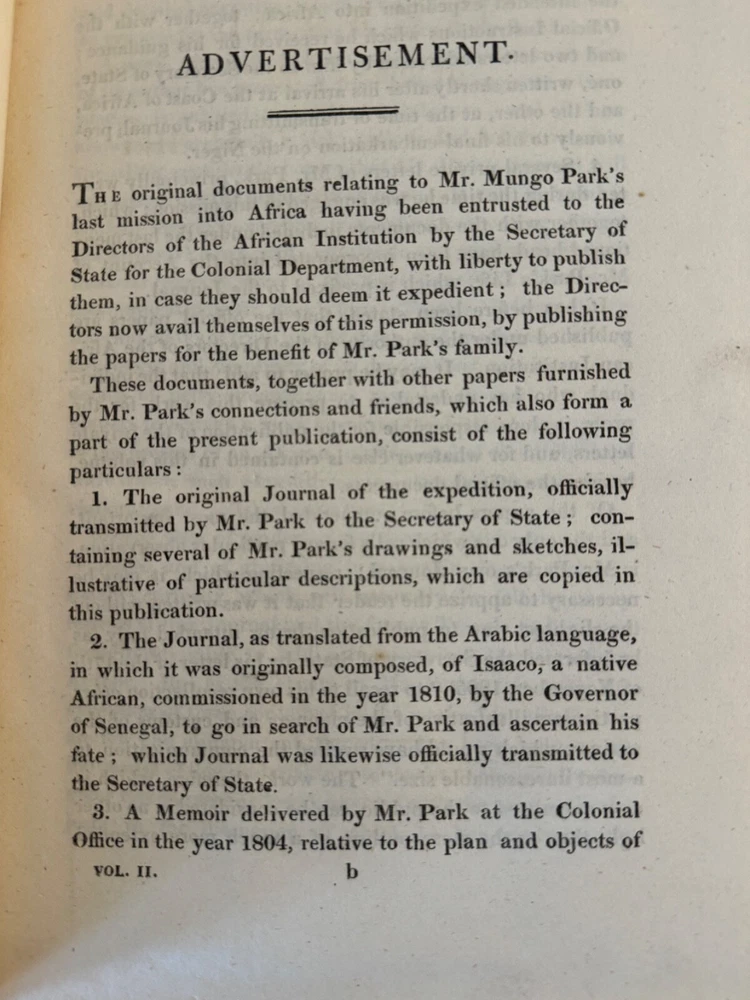 ADVERTISEMENT.
THE original documents relating to Mr. Mungo Park's
last mission into Africa having been entrusted to the
Directors of the African Institution by the Secretary of
State for the Colonial Department, with liberty to publish
them, in case they should deem it expedient; the Direc-
tors now avail themselves of this permission, by publishing
the papers for the benefit of Mr. Park's family.
These documents, together with other papers furnished
by Mr. Park's connections and friends, which also form a
part of the present publication, consist of the following
particulars:
1. The original Journal of the expedition, officially
transmitted by Mr. Park to the Secretary of State; con-
taining several of Mr. Park's drawings and sketches, il-
lustrative of particular descriptions, which are copied in
this publication.
2. The Journal, as translated from the Arabic language,
in which it was originally composed, of Isaaco, a native
African, commissioned in the year 1810, by the Governor
of Senegal, to go in search of Mr. Park and ascertain his
fate; which Journal was likewise officially transmitted to
the Secretary of State.
3. A Memoir delivered by Mr. Park at the Colonial
Office in the year 1804, relative to the plan and objects of
VOL. II. b